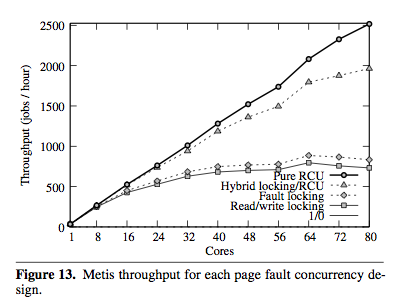 2500
2000
1500
1000
500
0
Throughput (jobs / hour)
Pure RCU
Hybrid locking/RCU
Fault locking
Read/write locking
1/0
1 8 16 24 32 40 48 56 64 72 80
Cores
Figure 13. Metis throughput for each page fault concurrency de-
sign.